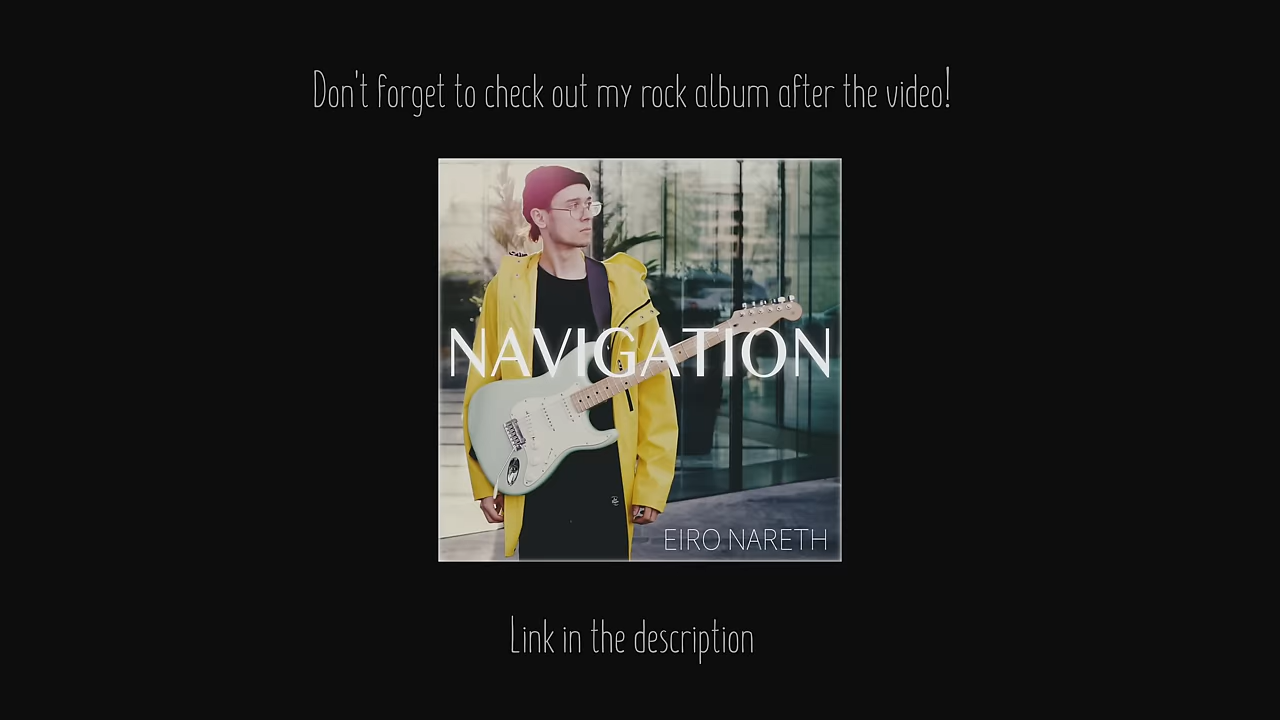 Don't forget to check out my rock album after the video!
NAVIGATION
EIRO NARETH
Link in the description